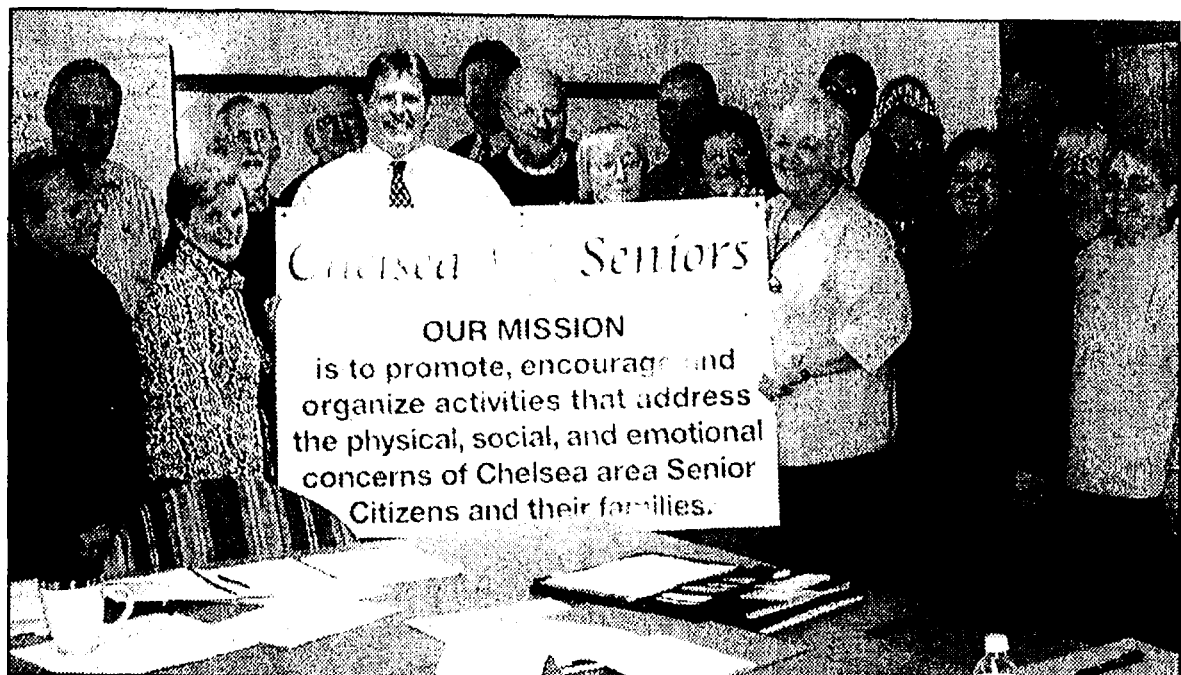 Chelsea Seniors
OUR MISSION
is to promote, encourage and
organize activities that address
the physical, social, and emotional
concerns of Chelsea area Senior
Citizens and their families.